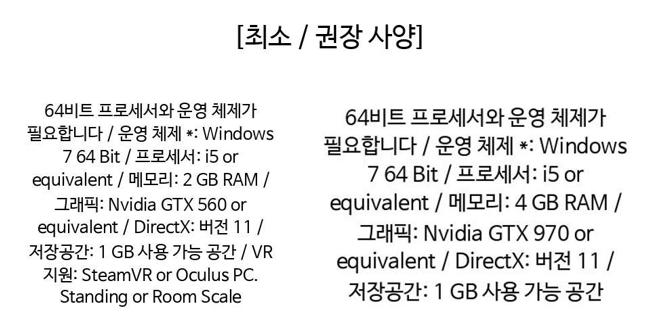 [최소 / 권장 사양]
64비트 프로세서와 운영 체제가
필요합니다 / 운영 체제 *: Windows
7 64 Bit / 프로세서: i5 or
equivalent / 메모리: 2 GB RAM /
그래픽: Nvidia GTX 560 or
equivalent / DirectX: 버전 11 /
저장공간: 1 GB 사용 가능 공간 / VR
지원: SteamVR or Oculus PC.
Standing or Room Scale
64비트 프로세서와 운영 체제가
필요합니다 / 운영 체제 *: Windows
7 64 Bit / 프로세서: i5 or
equivalent / 메모리: 4 GB RAM /
그래픽: Nvidia GTX 970 or
equivalent / DirectX: 버전 11 /
저장공간: 1 GB 사용 가능 공간